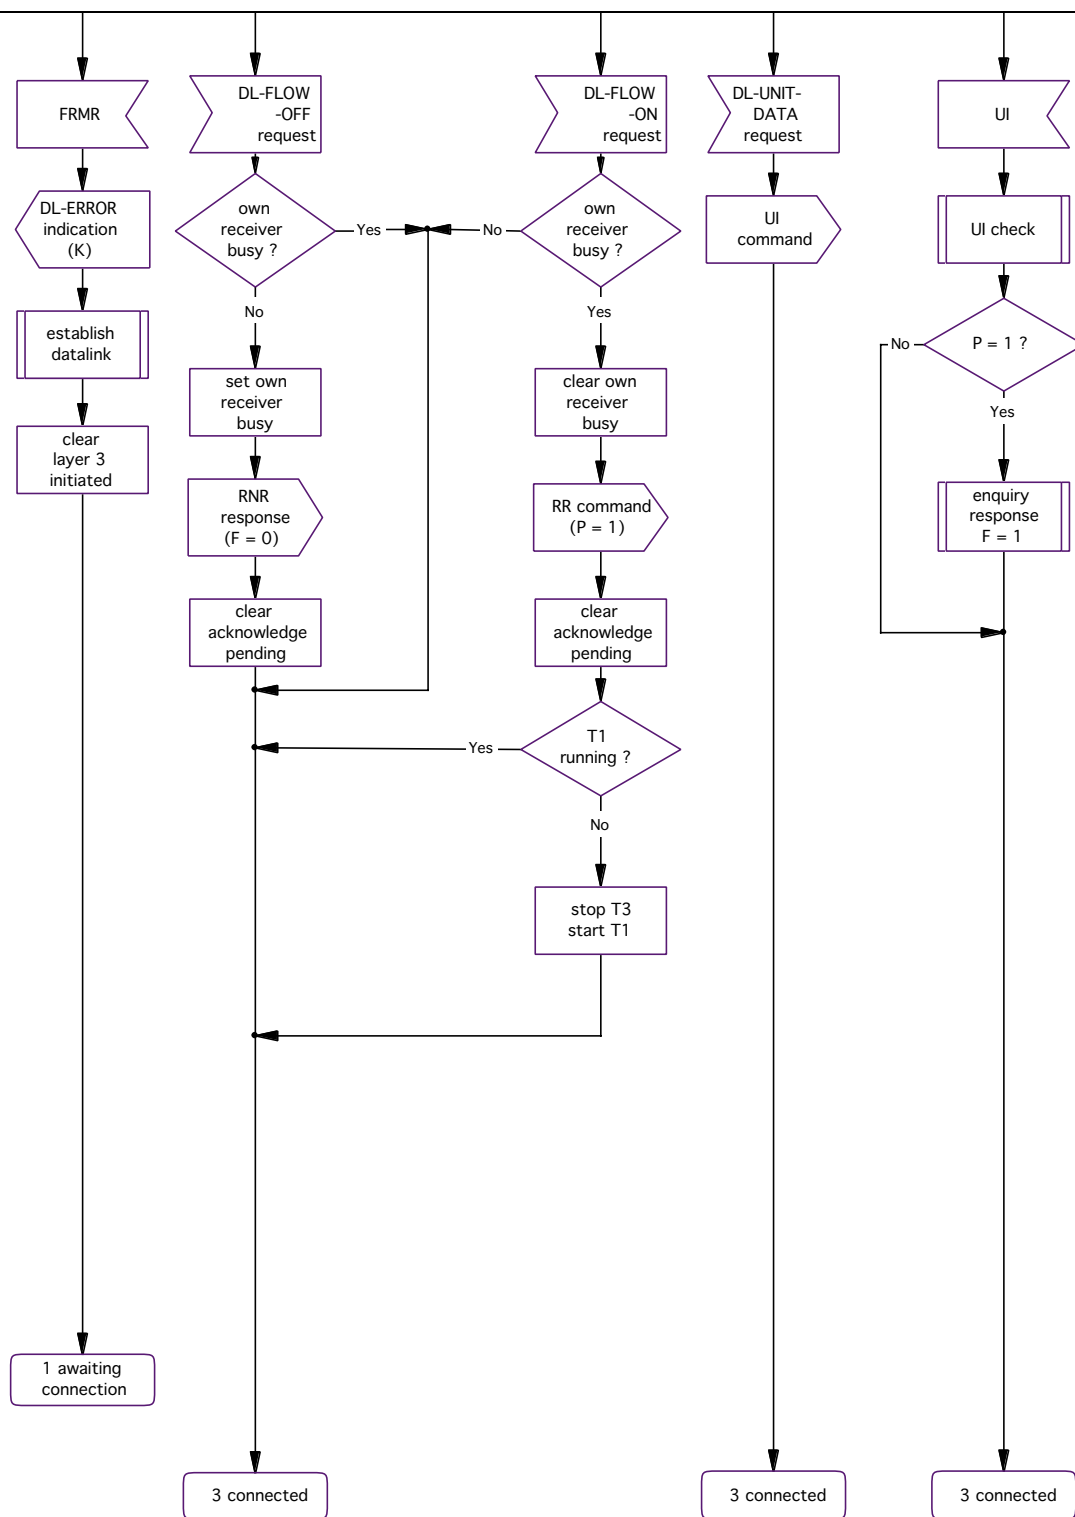 FRMR
DL-ERROR
indication
(K)
establish
datalink
clear
layer 3
initiated
1 awaiting
connection
DL-FLOW
-OFF
request
own
receiver
busy ?
Yes
No
set own
receiver
busy
RNR
response
(F = 0)
clear
acknowledge
pending
3 connected
DL-FLOW
-ON
request
own
receiver
busy ?
No
Yes
clear own
receiver
busy
RR command
(P = 1)
clear
acknowledge
pending
T1
running ?
Yes
No
stop T3
start T1
DL-UNIT-
DATA
request
UI
command
3 connected
UI
UI check
P = 1 ?
No
Yes
enquiry
response
F = 1
3 connected